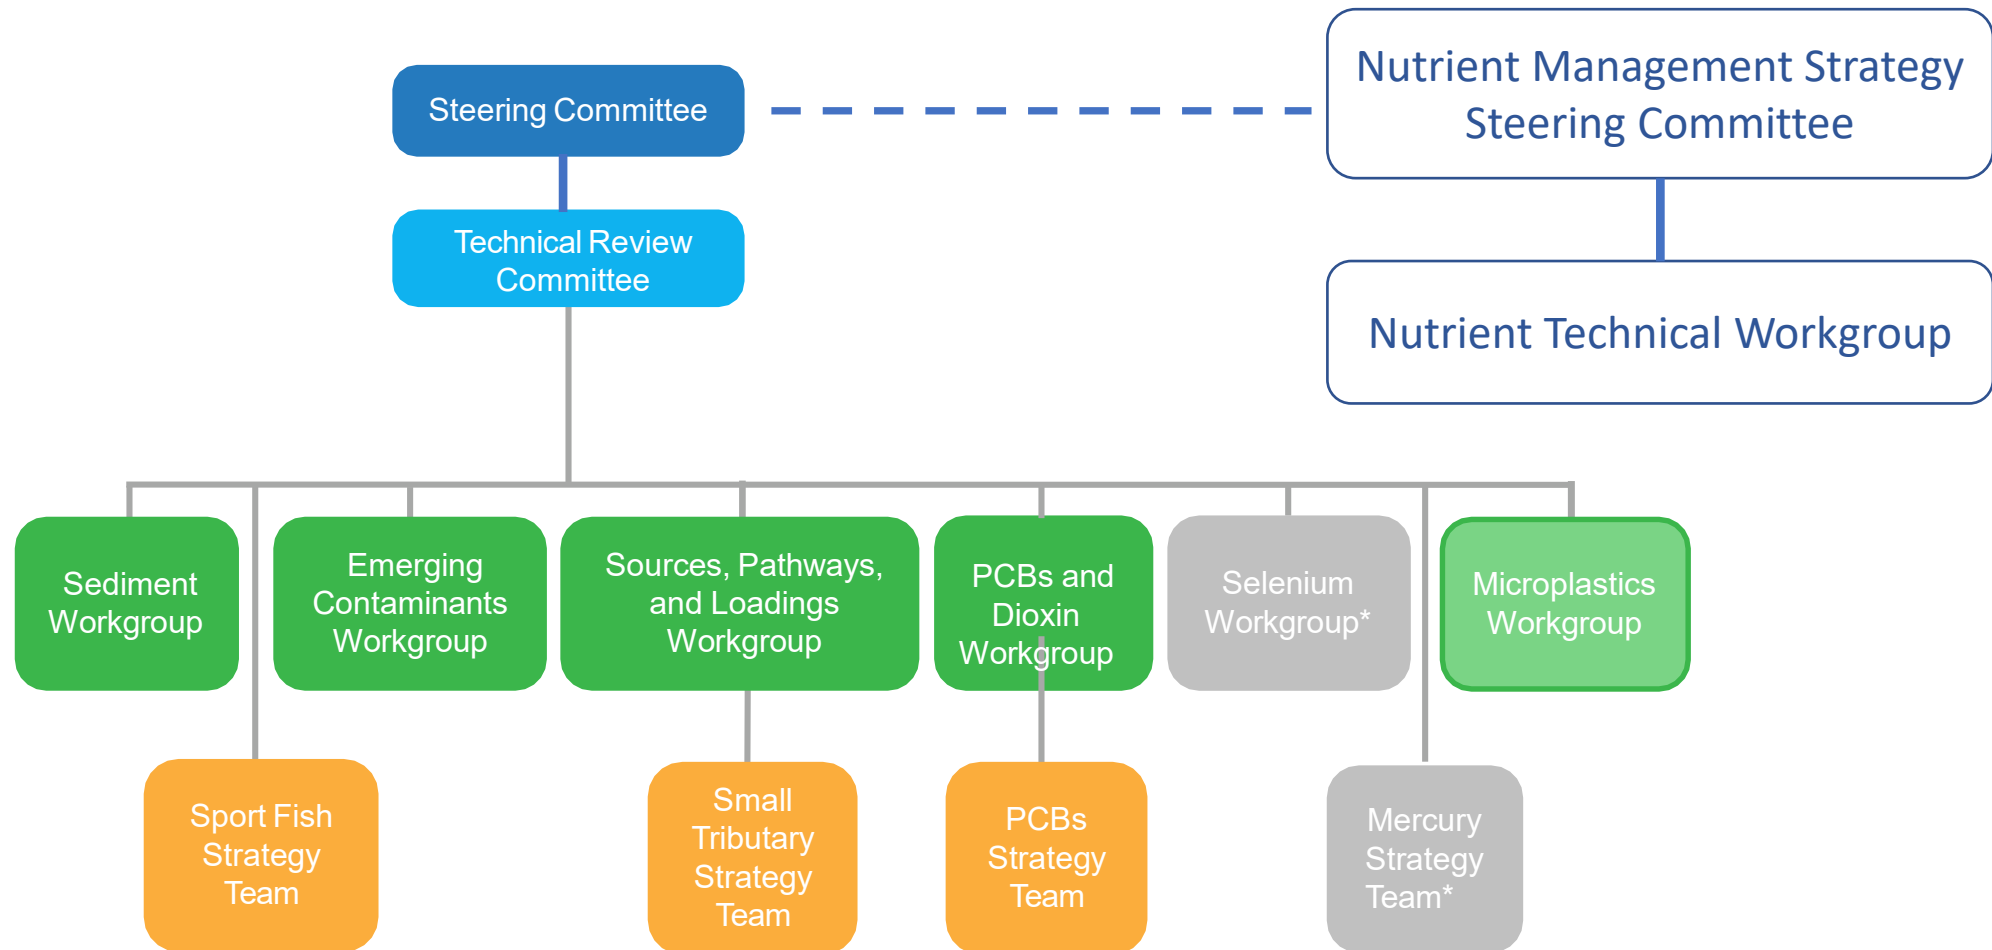 Steering Committee
Nutrient Management Strategy
Steering Committee
Technical Review
Committee
Nutrient Technical Workgroup
Sediment
Workgroup
Emerging
Contaminants
Workgroup
Sources, Pathways,
and Loadings
Workgroup
PCBs and
Dioxin
Workgroup
Selenium
Workgroup*
Microplastics
Workgroup
Sport Fish
Strategy
Team
Small
Tributary
Strategy
Team
PCBs
Strategy
Team
Mercury
Strategy
Team*